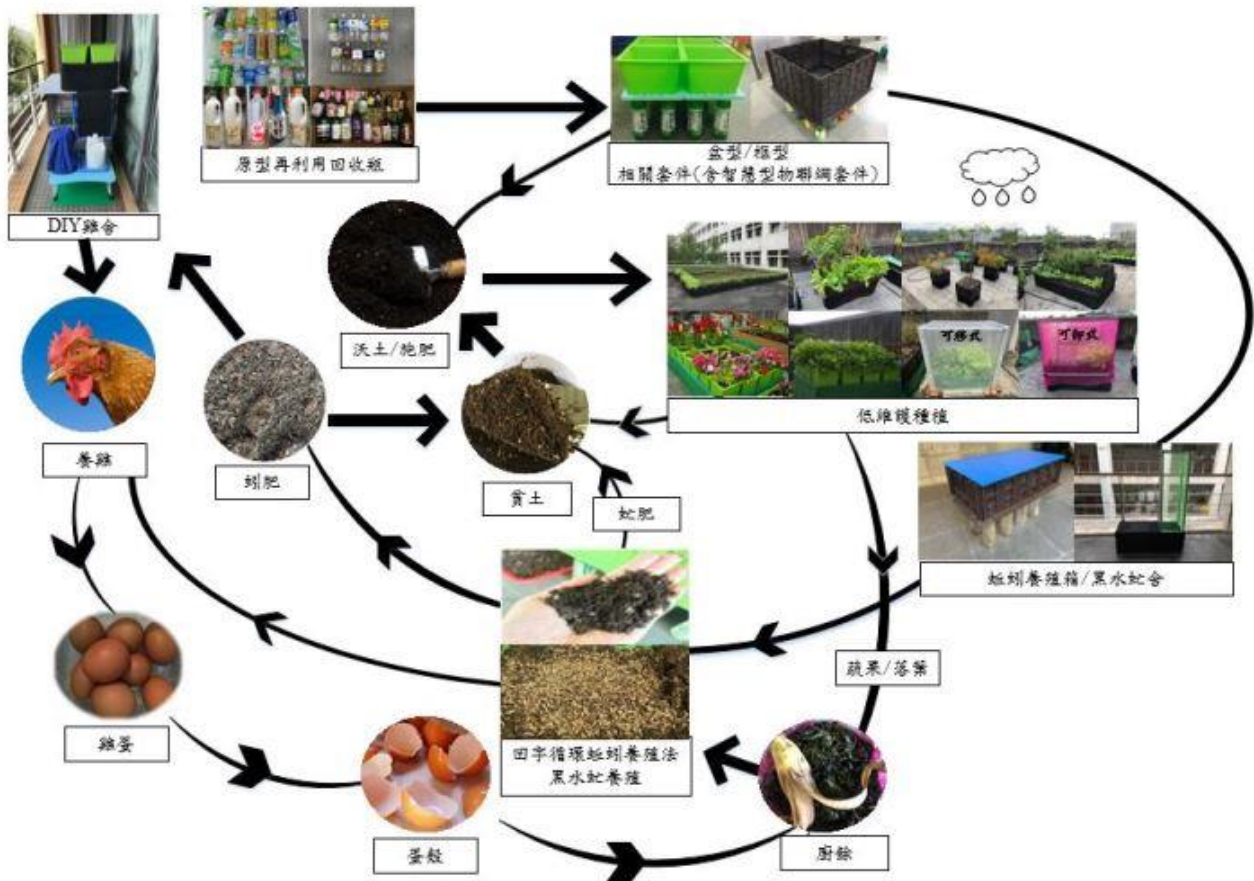 原型再利用回收瓶
盆型/框型
相關套件(含智慧型物聯網套件)
DIY雞舍
沃土/施肥
可移式
可卸式
低維護種植
養雞
蚓肥
貧土
虻肥
蚯蚓養殖箱/黑水虻舍
蔬果/落葉
雞蛋
田字循環蚯蚓養殖法
黑水虻養殖
蛋殼
廚餘